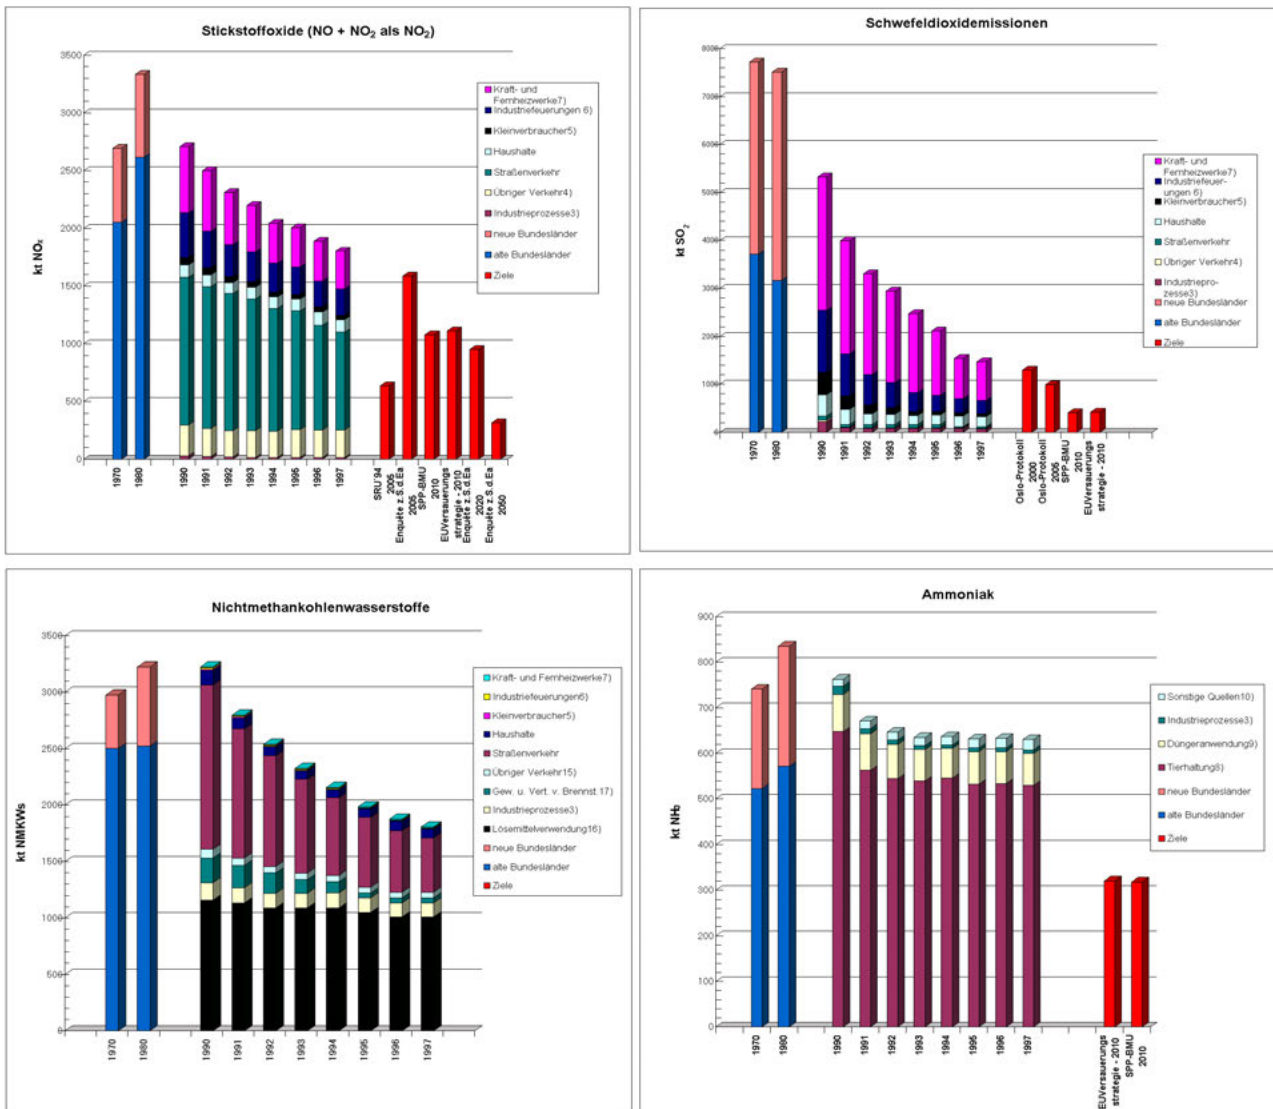 Stickstoffoxide (NO + NO₂ als NO₂)
kt NOₓ
3500
3000
2500
2000
1500
1000
500
0
1970
1980
1990
1991
1992
1993
1994
1995
1996
1997
SRU 94
2005
Enquête z.S.d.Ea
2005
SPP-BMU
2010
EUVersauerungs
strategie - 2010
Enquête z.S.d.Ea
2020
Enquête z.S.d.Ea
2050
Kraft- und
Fernheizwerke7)
Industriefeuerungen 6)
Kleinverbraucher5)
Haushalte
Straßenverkehr
Übriger Verkehr4)
Industrieprozesse3)
neue Bundesländer
alte Bundesländer
Ziele
Schwefeldioxidemissionen
kt SO₂
8000
7000
6000
5000
4000
3000
2000
1000
0
1970
1980
1990
1991
1992
1993
1994
1995
1996
1997
Oslo-Protokoll
2000
Oslo-Protokoll
2005
SPP-BMU
2010
EUVersauerungs
strategie - 2010
Kraft- und
Fernheizwerke7)
Industriefeuer-
ungen 6)
Kleinverbraucher5)
Haushalte
Straßenverkehr
Übriger Verkehr4)
Industriepro-
zesse3)
neue Bundesländer
alte Bundesländer
Ziele
Nichtmethankohlenwasserstoffe
kt NMKWs
3500
3000
2500
2000
1500
1000
500
0
1970
1980
1990
1991
1992
1993
1994
1995
1996
1997
Kraft- und Fernheizwerke7)
Industriefeuerungen6)
Kleinverbraucher5)
Haushalte
Straßenverkehr
Übriger Verkehr15)
Gew. u. Vert. v. Brennst.17)
Industrieprozesse3)
Lösemittelverwendung16)
neue Bundesländer
alte Bundesländer
Ziele
Ammoniak
kt NH₃
900
800
700
600
500
400
300
200
100
0
1970
1980
1990
1991
1992
1993
1994
1995
1996
1997
EUVersauerungs
strategie - 2010
SPP-BMU
2010
Sonstige Quellen10)
Industrieprozesse3)
Düngeranwendung9)
Tierhaltung8)
neue Bundesländer
alte Bundesländer
Ziele